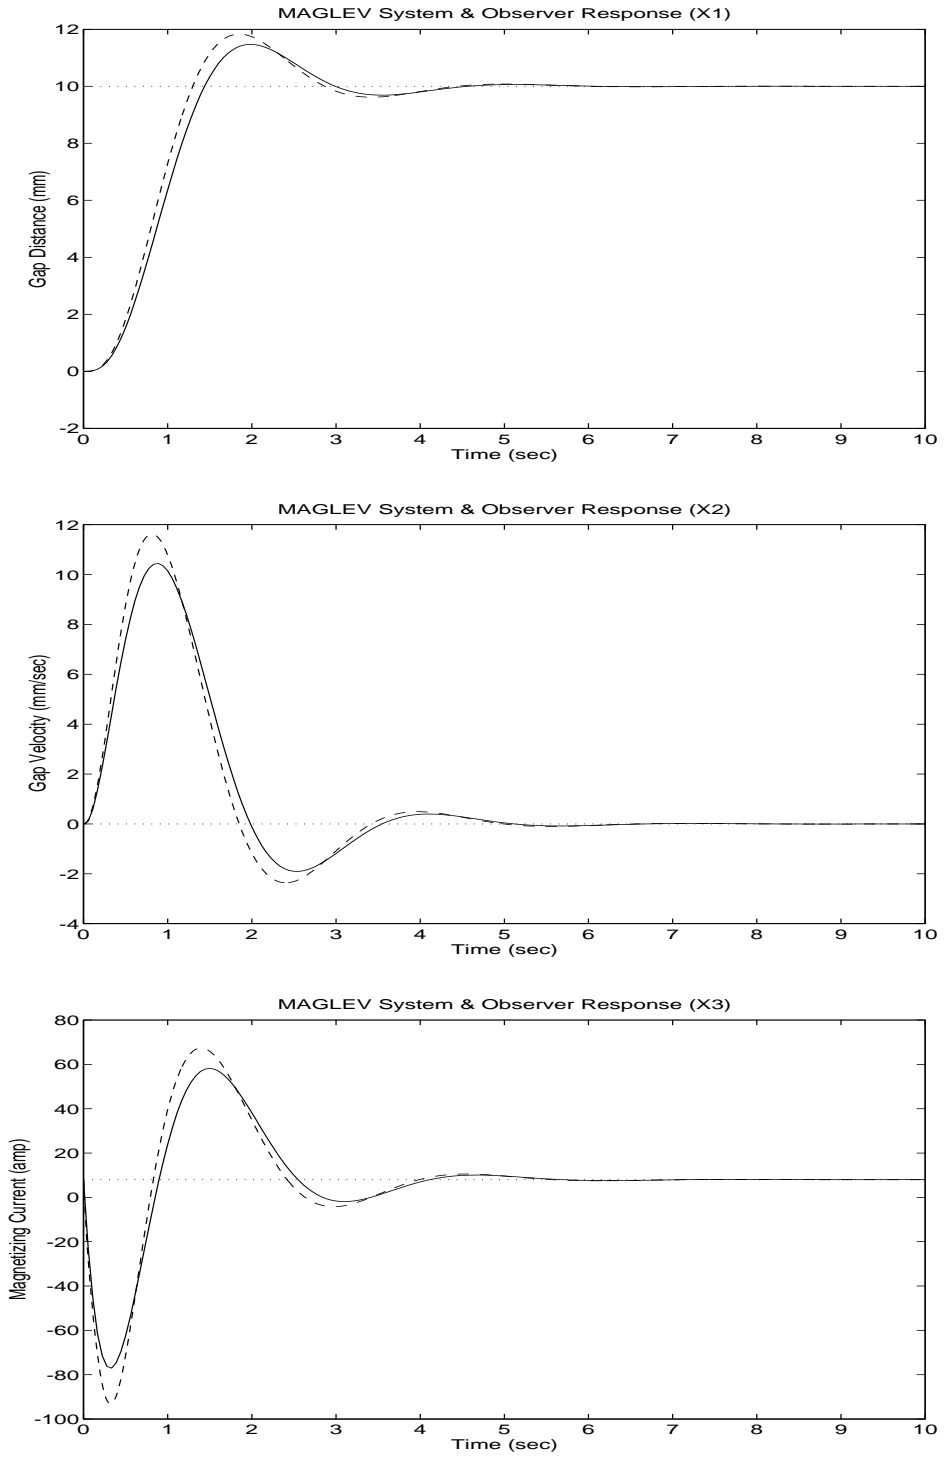 MAGLEV System & Observer Response (X1)
12
10
8
6
4
2
0
-2
Gap Distance (mm)
0 1 2 3 4 5 6 7 8 9 10
Time (sec)
MAGLEV System & Observer Response (X2)
12
10
8
6
4
2
0
-2
-4
Gap Velocity (mm/sec)
0 1 2 3 4 5 6 7 8 9 10
Time (sec)
MAGLEV System & Observer Response (X3)
80
60
40
20
0
-20
-40
-60
-80
-100
Magnetizing Current (amp)
0 1 2 3 4 5 6 7 8 9 10
Time (sec)